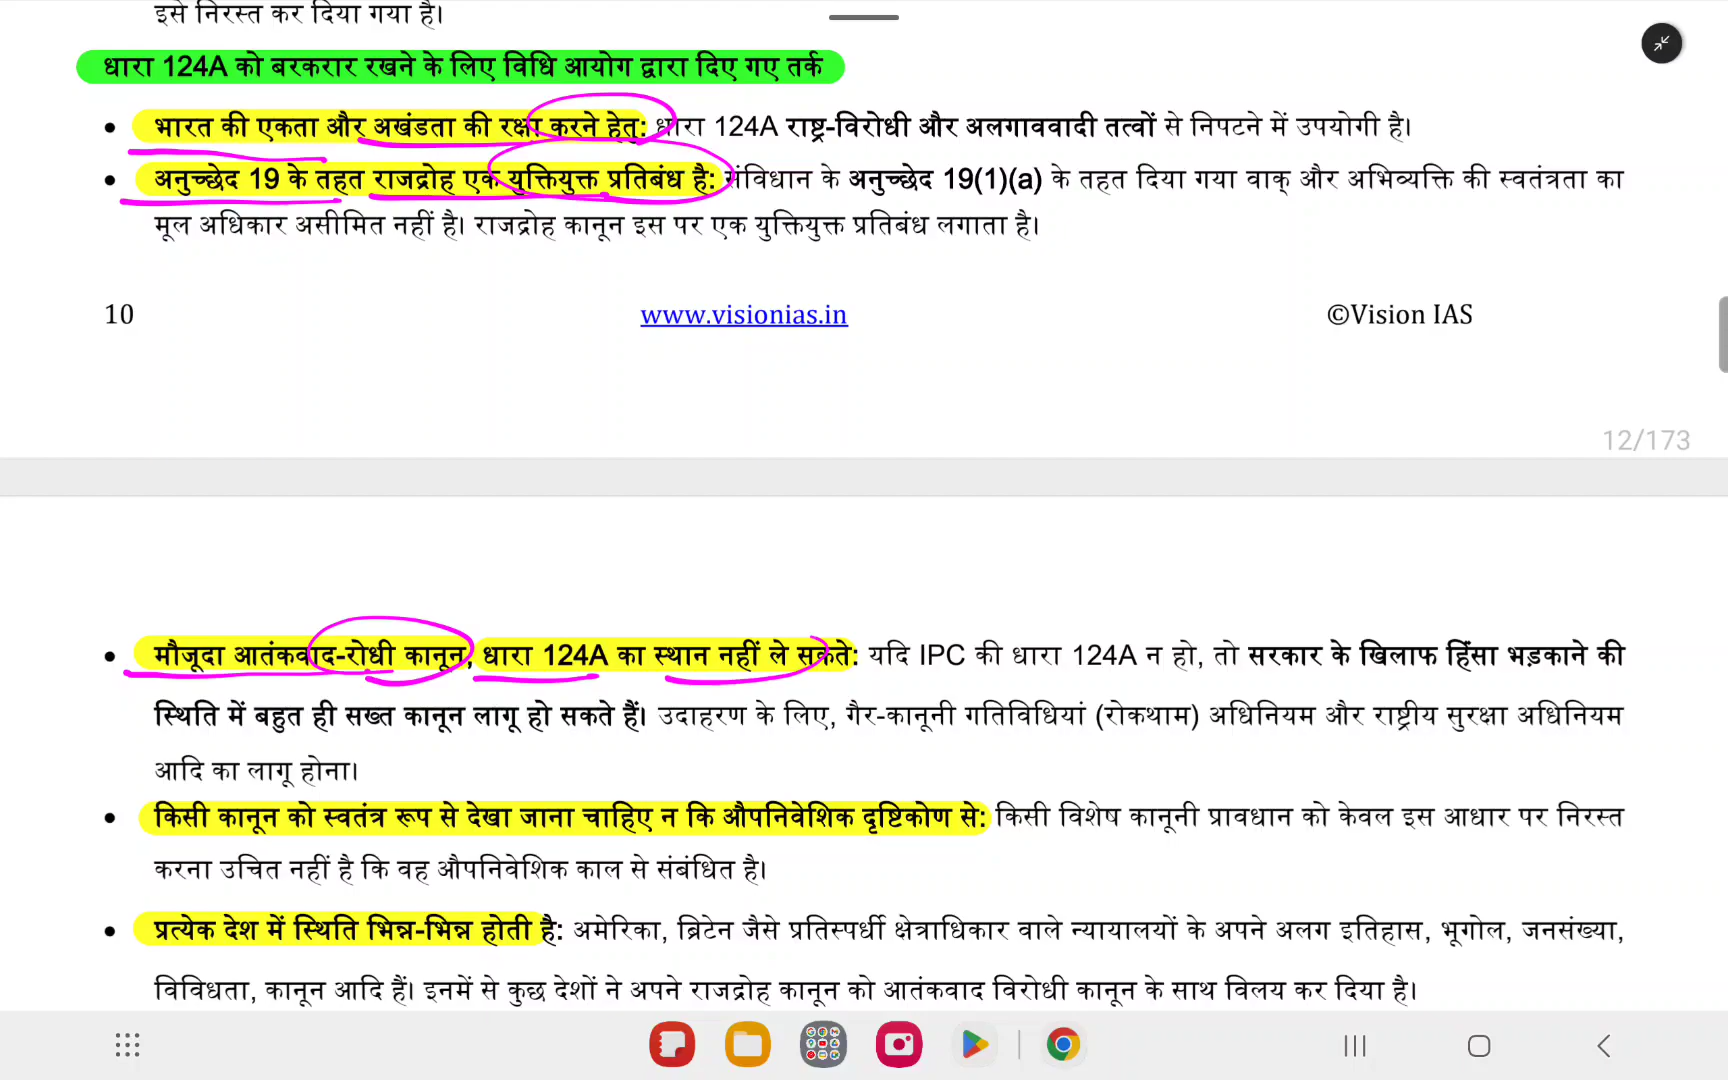 इसे निरस्त कर दिया गया है।
धारा 124A को बरकरार रखने के लिए विधि आयोग द्वारा दिए गए तर्क
• भारत की एकता और अखंडता की रक्षा करने हेतु: धारा 124A राष्ट्र-विरोधी और अलगाववादी तत्वों से निपटने में उपयोगी है।
• अनुच्छेद 19 के तहत राजद्रोह एक युक्तियुक्त प्रतिबंध है: संविधान के अनुच्छेद 19(1)(a) के तहत दिया गया वाक् और अभिव्यक्ति की स्वतंत्रता का
मूल अधिकार असीमित नहीं है। राजद्रोह कानून इस पर एक युक्तियुक्त प्रतिबंध लगाता है।
10 www.visionias.in ©Vision IAS
12/173
• मौजूदा आतंकवाद-रोधी कानून, धारा 124A का स्थान नहीं ले सकते: यदि IPC की धारा 124A न हो, तो सरकार के खिलाफ हिंसा भड़काने की
स्थिति में बहुत ही सख्त कानून लागू हो सकते हैं। उदाहरण के लिए, गैर-कानूनी गतिविधियां (रोकथाम) अधिनियम और राष्ट्रीय सुरक्षा अधिनियम
आदि का लागू होना।
• किसी कानून को स्वतंत्र रूप से देखा जाना चाहिए न कि औपनिवेशिक दृष्टिकोण से: किसी विशेष कानूनी प्रावधान को केवल इस आधार पर निरस्त
करना उचित नहीं है कि वह औपनिवेशिक काल से संबंधित है।
• प्रत्येक देश में स्थिति भिन्न-भिन्न होती है: अमेरिका, ब्रिटेन जैसे प्रतिस्पर्धी क्षेत्राधिकार वाले न्यायालयों के अपने अलग इतिहास, भूगोल, जनसंख्या,
विविधता, कानून आदि हैं। इनमें से कुछ देशों ने अपने राजद्रोह कानून को आतंकवाद विरोधी कानून के साथ विलय कर दिया है।